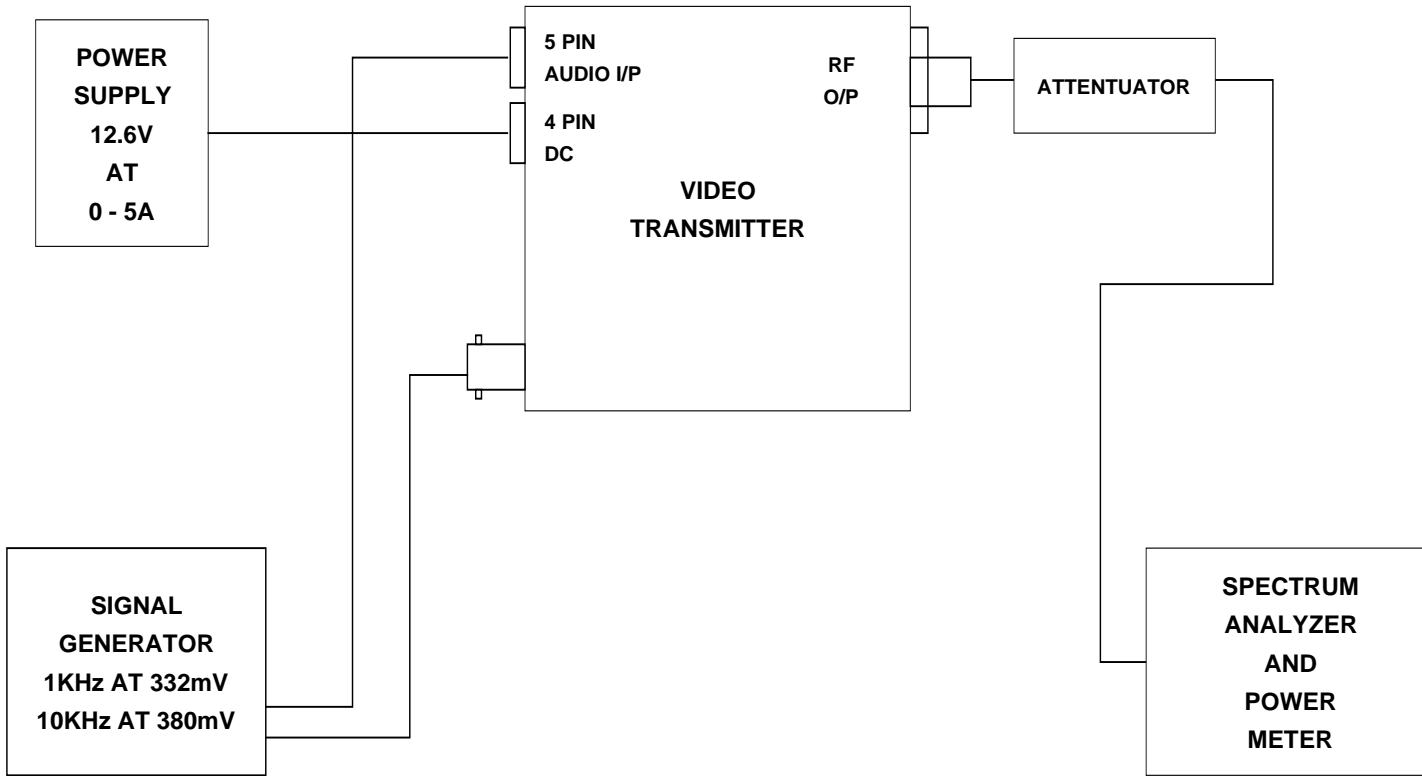 POWER
SUPPLY
12.6V
AT
0 - 5A
5 PIN
AUDIO I/P
4 PIN
DC
RF
O/P
VIDEO
TRANSMITTER
ATTENTUATOR
SIGNAL
GENERATOR
1KHz AT 332mV
10KHz AT 380mV
SPECTRUM
ANALYZER
AND
POWER
METER